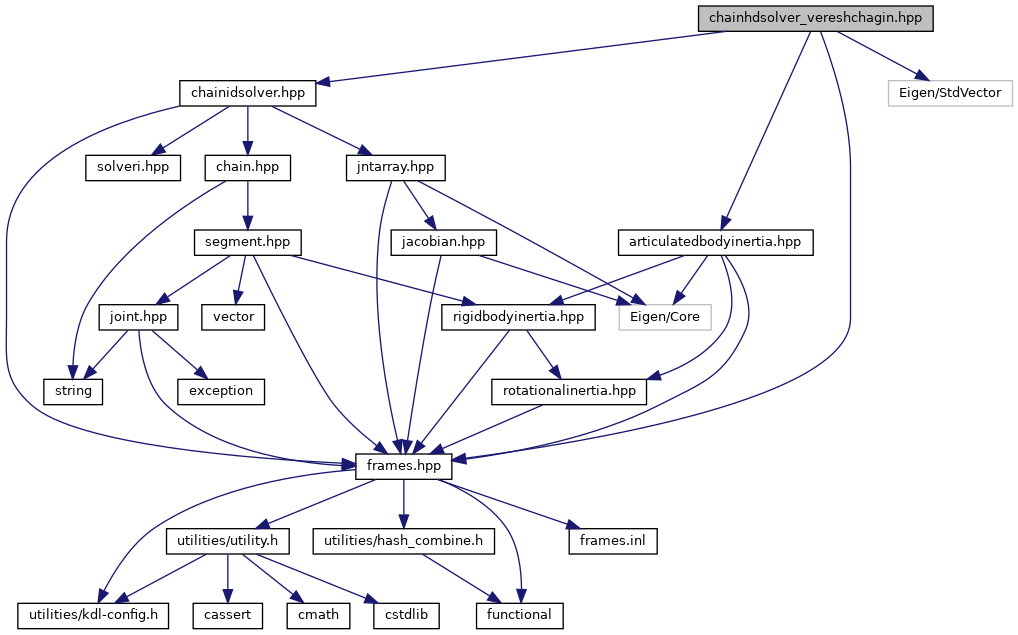 chainhdsolver_vereshchagin.hpp
chainidsolver.hpp
Eigen/StdVector
solveri.hpp
chain.hpp
jntarray.hpp
segment.hpp
jacobian.hpp
articulatedbodyinertia.hpp
joint.hpp
vector
rigidbodyinertia.hpp
Eigen/Core
string
exception
rotationalinertia.hpp
frames.hpp
utilities/utility.h
utilities/hash_combine.h
frames.inl
utilities/kdl-config.h
cassert
cmath
cstdlib
functional